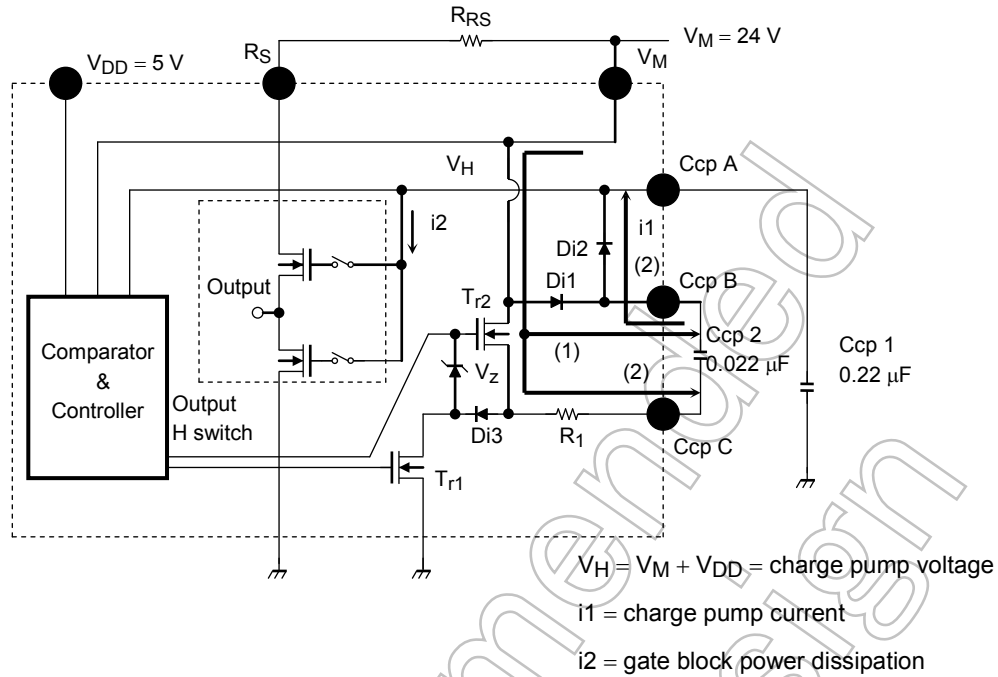 R_RS
V_M = 24 V
V_DD = 5 V
R_S
V_M
V_H
Ccp A
i2
i1
Di2
(2)
Di1
Ccp B
Output
T_r2
Ccp 2
0.022 μF
(1)
Ccp 1
0.22 μF
Comparator
&
Controller
V_Z
(2)
Output
H switch
Di3
R_1
Ccp C
T_r1
V_H = V_M + V_DD = charge pump voltage
i1 = charge pump current
i2 = gate block power dissipation